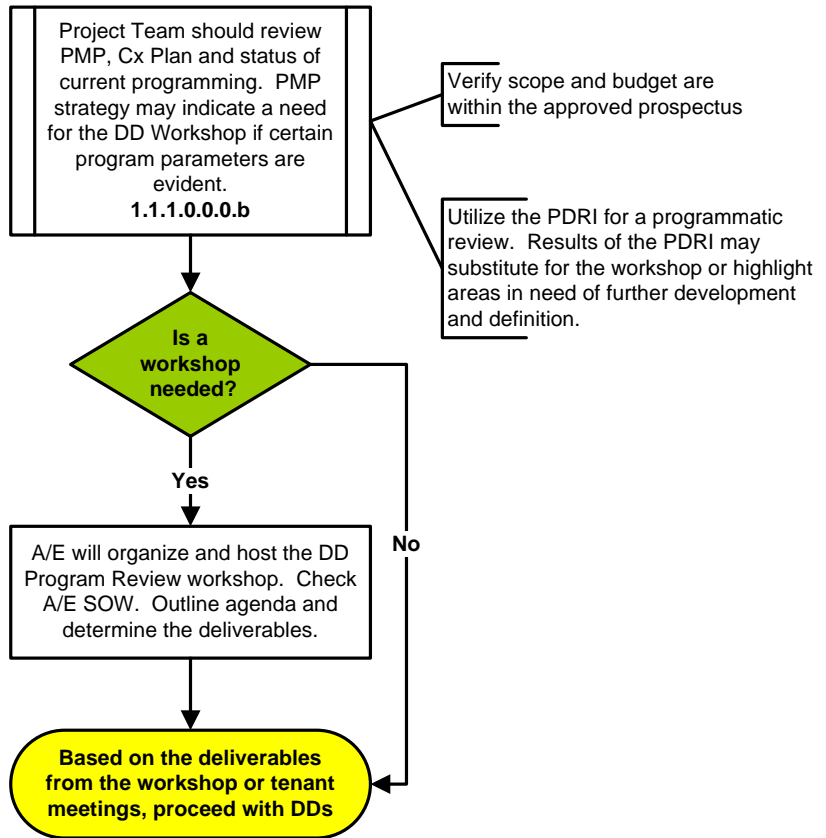 Project Team should review
PMP, Cx Plan and status of
current programming.  PMP
strategy may indicate a need
for the DD Workshop if certain
program parameters are
evident.
1.1.1.0.0.0.b
Verify scope and budget are
within the approved prospectus
Utilize the PDRI for a programmatic
review.  Results of the PDRI may
substitute for the workshop or highlight
areas in need of further development
and definition.
Is a
workshop
needed?
Yes
No
A/E will organize and host the DD
Program Review workshop.  Check
A/E SOW.  Outline agenda and
determine the deliverables.
Based on the deliverables
from the workshop or tenant
meetings, proceed with DDs